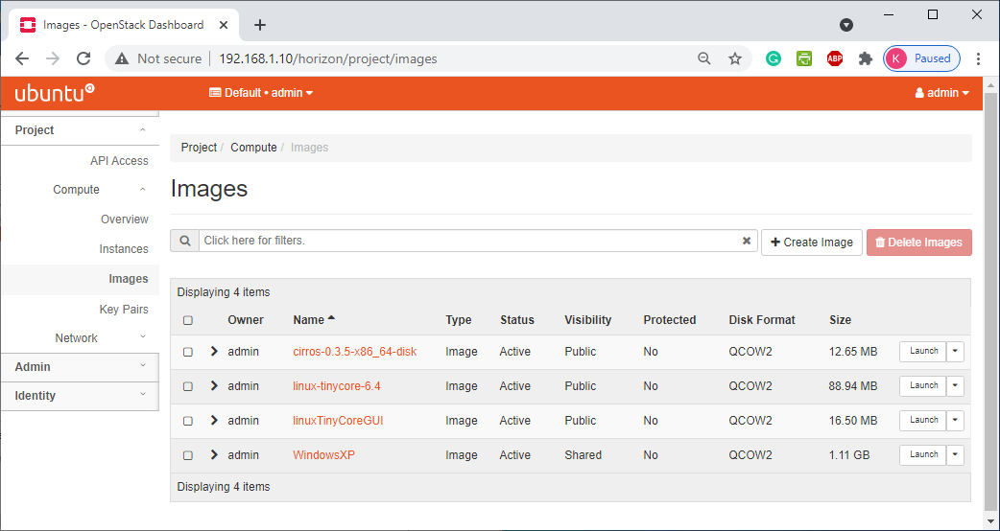 Images - OpenStack Dashboard
Not secure 192.168.1.10/horizon/project/images ABP K Paused
ubuntu Default • admin admin
Project
API Access
Compute
Overview
Instances
Images
Key Pairs
Network
Admin
Identity
Project / Compute / Images
Images
Click here for filters. Create Image Delete Images
Displaying 4 items
Owner Name Type Status Visibility Protected Disk Format Size
admin cirros-0.3.5-x86_64-disk Image Active Public No QCOW2 12.65 MB Launch
admin linux-tinycore-6.4 Image Active Public No QCOW2 88.94 MB Launch
admin linuxTinyCoreGUI Image Active Public No QCOW2 16.50 MB Launch
admin WindowsXP Image Active Shared No QCOW2 1.11 GB Launch
Displaying 4 items